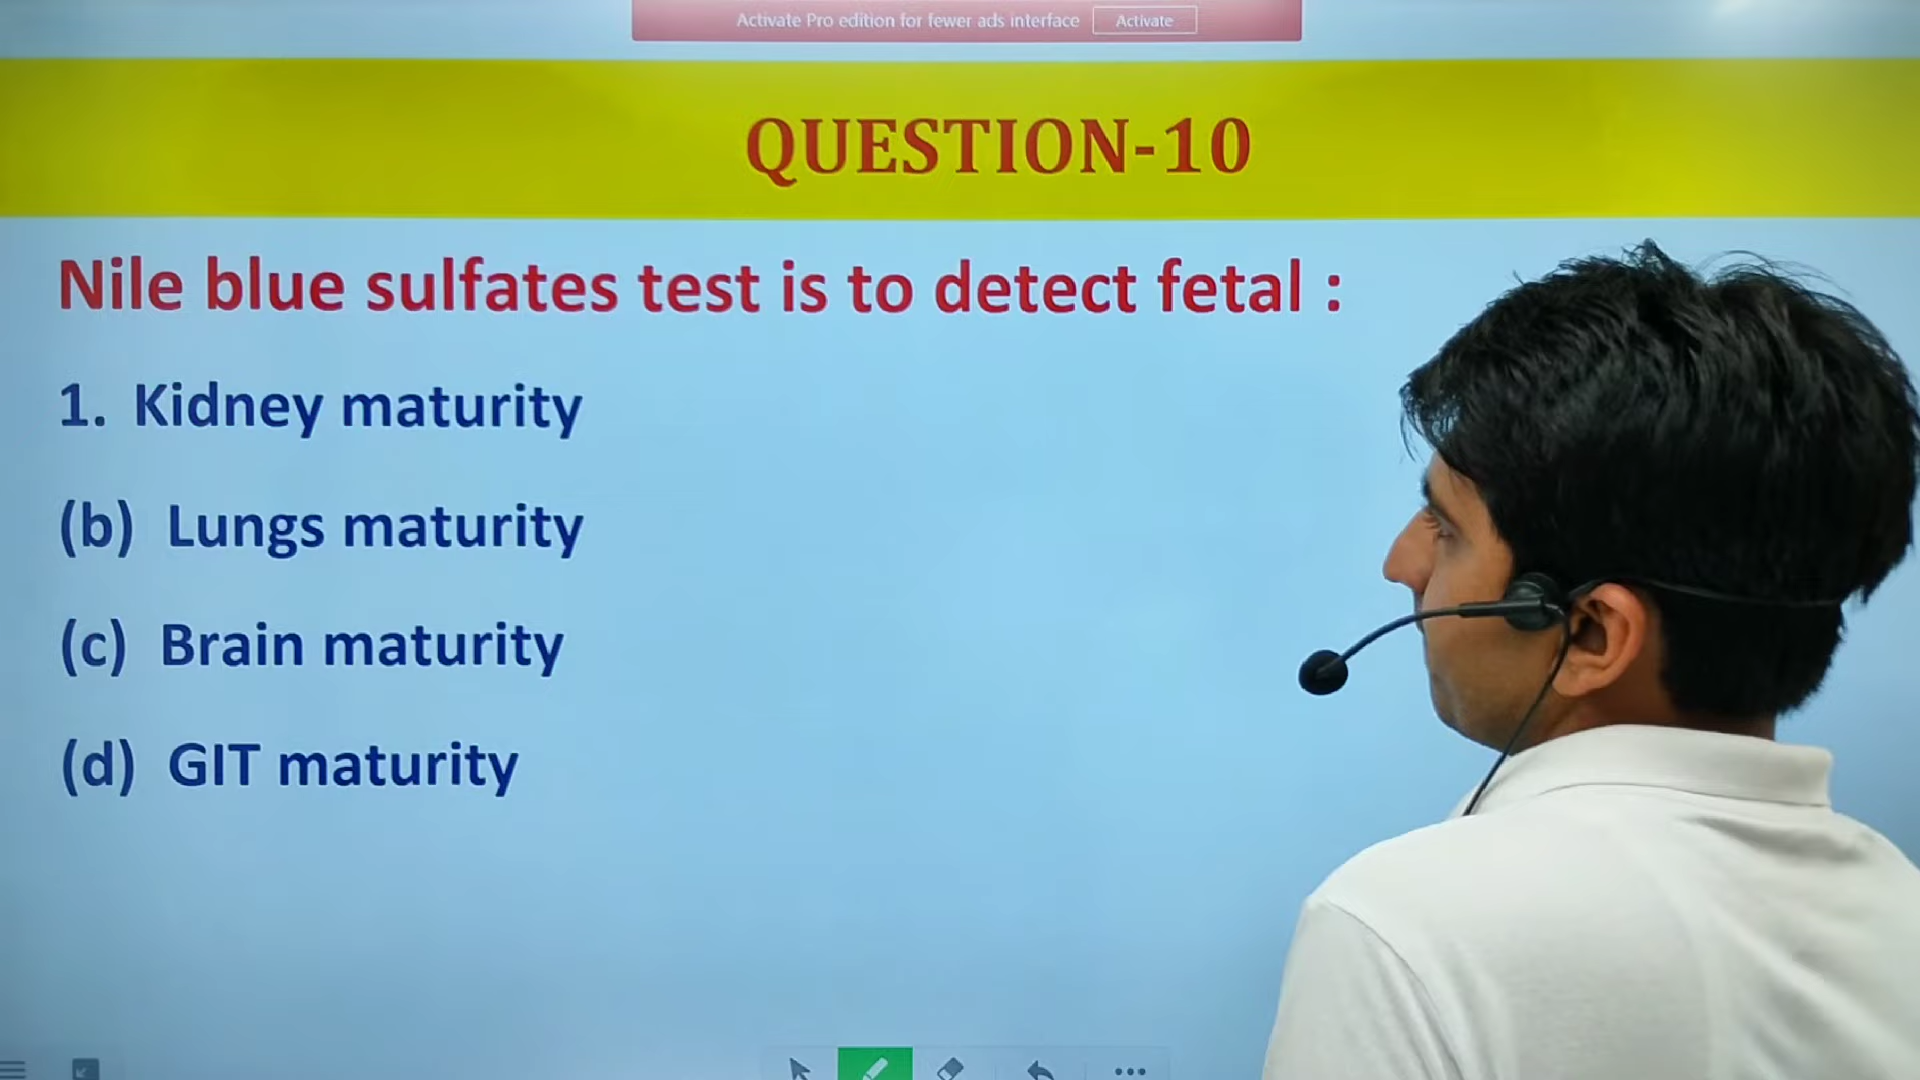 Activate Pro edition for fewer ads interface Activate
QUESTION-10
Nile blue sulfates test is to detect fetal :
1. Kidney maturity
(b) Lungs maturity
(c) Brain maturity
(d) GIT maturity